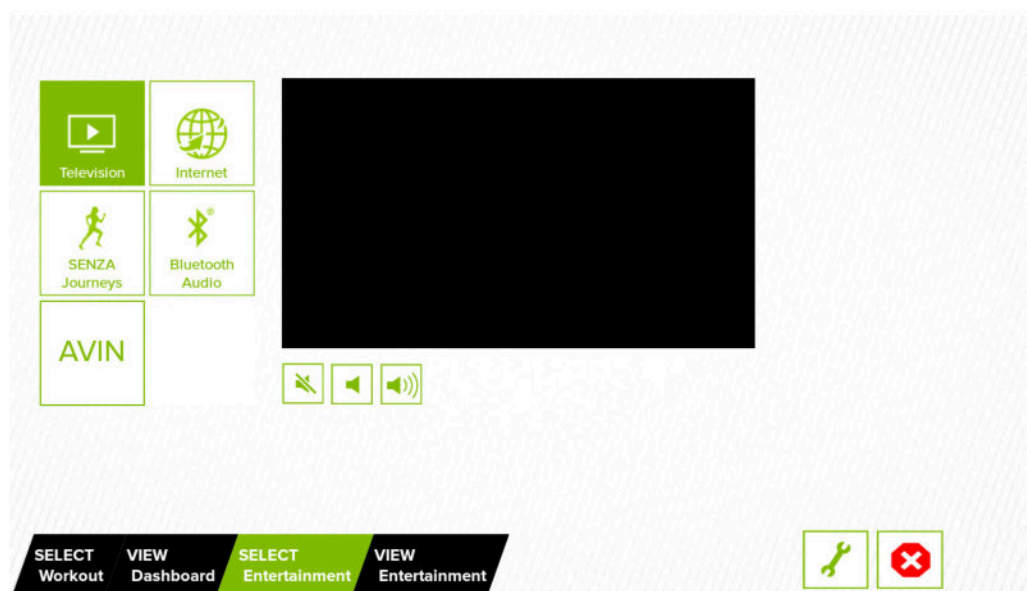 Television
Internet
SENZA
Journeys
Bluetooth
Audio
®
AVIN
SELECT
Workout
VIEW
Dashboard
SELECT
Entertainment
VIEW
Entertainment